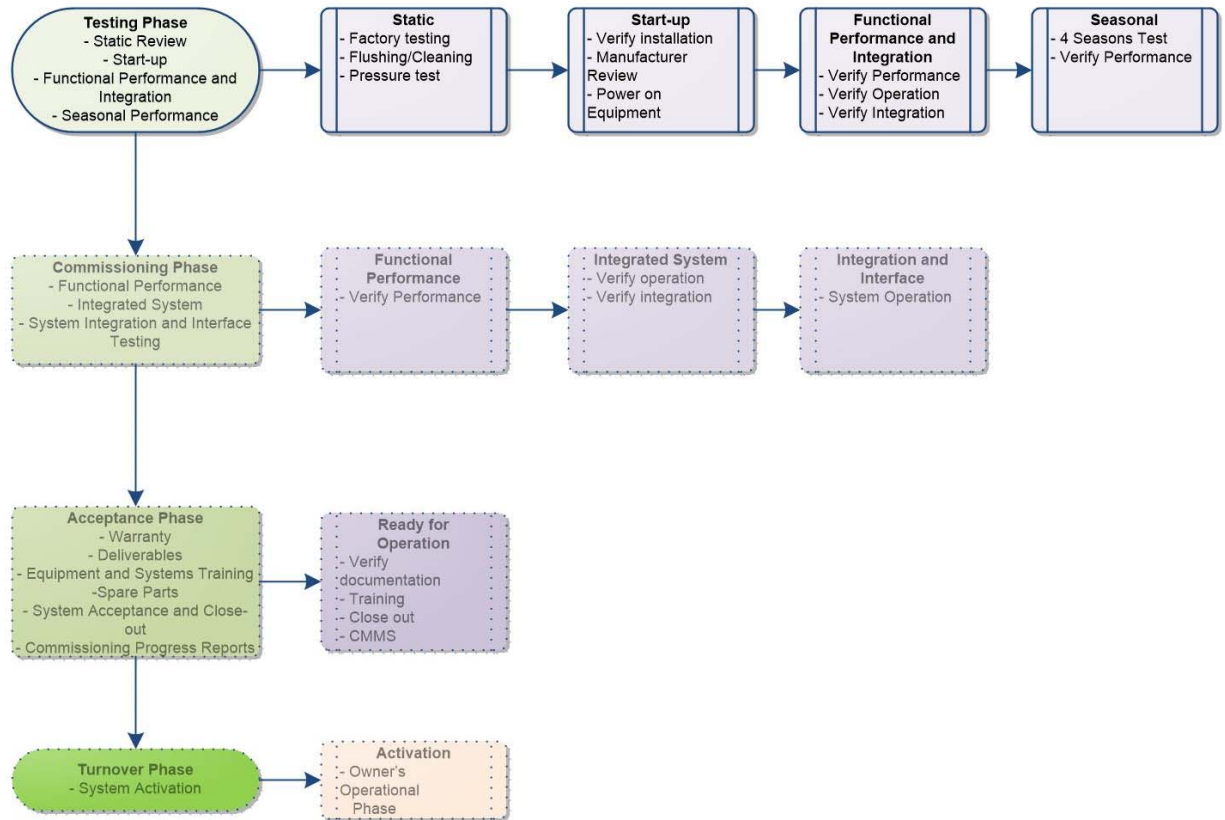 Testing Phase
- Static Review
- Start-up
- Functional Performance and
Integration
- Seasonal Performance
Static
- Factory testing
- Flushing/Cleaning
- Pressure test
Start-up
- Verify installation
- Manufacturer
Review
- Power on
Equipment
Functional
Performance and
Integration
- Verify Performance
- Verify Operation
- Verify Integration
Seasonal
- 4 Seasons Test
- Verify Performance
Commissioning Phase
- Functional Performance
- Integrated System
- System Integration and Interface
Testing
Functional
Performance
- Verify Performance
Integrated System
- Verify operation
- Verify integration
Integration and
Interface
- System Operation
Acceptance Phase
- Warranty
- Deliverables
- Equipment and Systems Training
-Spare Parts
- System Acceptance and Close-
out
- Commissioning Progress Reports
Ready for
Operation
- Verify
documentation
- Training
- Close out
- CMMS
Turnover Phase
- System Activation
Activation
- Owner's
Operational
Phase